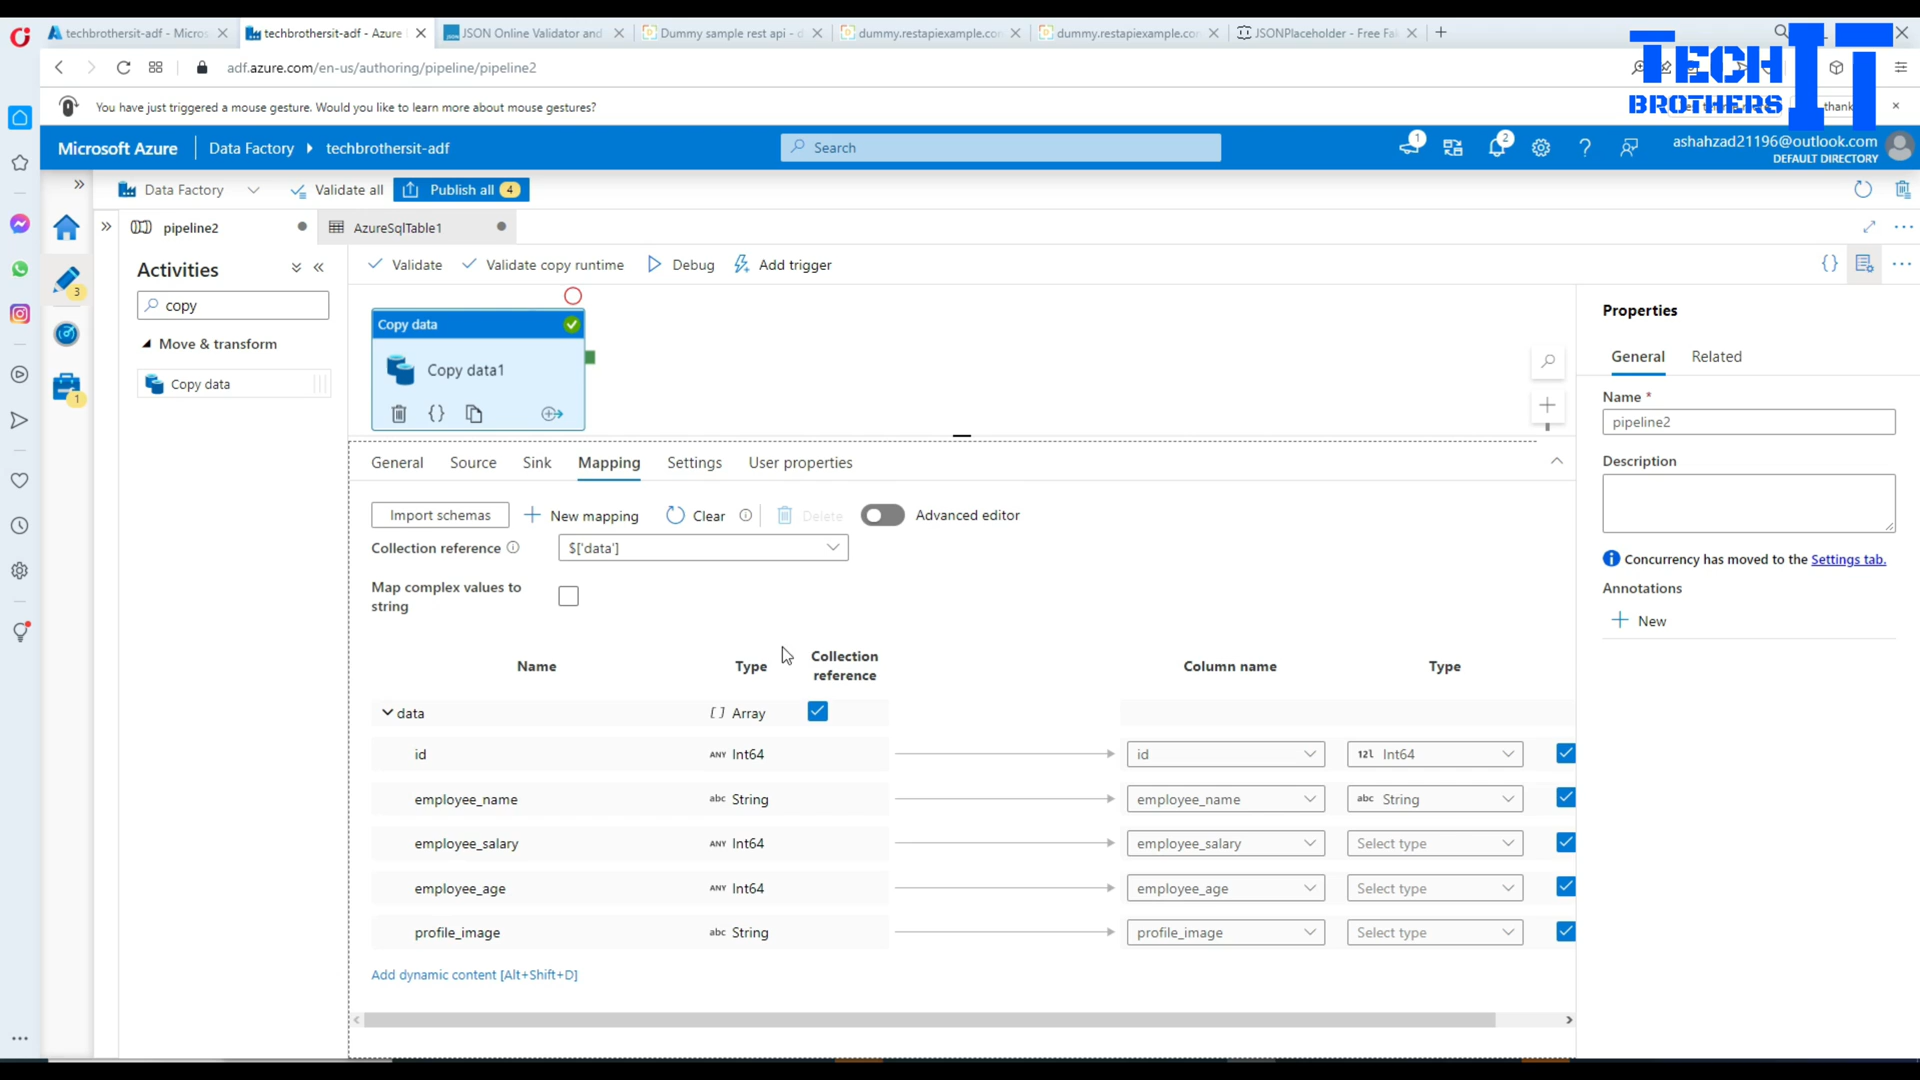 techbrothersit-adf - Micros
techbrothersit-adf - Azure
JSON Online Validator and
Dummy sample rest api - d
dummy.restapiexample.co
dummy.restapiexample.co
JSONPlaceholder - Free Fa
adf.azure.com/en-us/authoring/pipeline/pipeline2
TECH IT
BROTHERS
You have just triggered a mouse gesture. Would you like to learn more about mouse gestures?
thank
Microsoft Azure
Data Factory
techbrothersit-adf
Search
1
2
ashahzad21196@outlook.com
DEFAULT DIRECTORY
Data Factory
Validate all
Publish all
4
pipeline2
AzureSqlTable1
Activities
copy
Move & transform
Copy data
3
1
Validate
Validate copy runtime
Debug
Add trigger
Copy data
Copy data1
Properties
General
Related
Name *
pipeline2
Description
Concurrency has moved to the Settings tab.
Annotations
New
General
Source
Sink
Mapping
Settings
User properties
Import schemas
New mapping
Clear
Delete
Advanced editor
Collection reference
$['data']
Map complex values to
string
Name
Type
Collection
reference
Column name
Type
data
[ ] Array
id
ANY Int64
id
12l Int64
employee_name
abc String
employee_name
abc String
employee_salary
ANY Int64
employee_salary
Select type
employee_age
ANY Int64
employee_age
Select type
profile_image
abc String
profile_image
Select type
Add dynamic content [Alt+Shift+D]